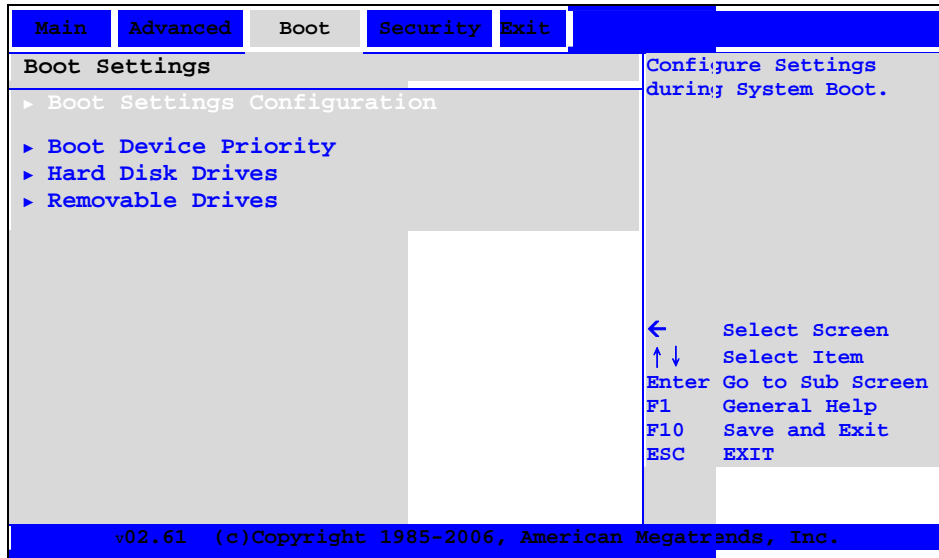 Main Advanced Boot Security Exit
Boot Settings
Configure Settings
during System Boot.
► Boot Settings Configuration
► Boot Device Priority
► Hard Disk Drives
► Removable Drives
← Select Screen
↑↓ Select Item
Enter Go to Sub Screen
F1 General Help
F10 Save and Exit
ESC EXIT
v02.61 (c)Copyright 1985-2006, American Megatrends, Inc.